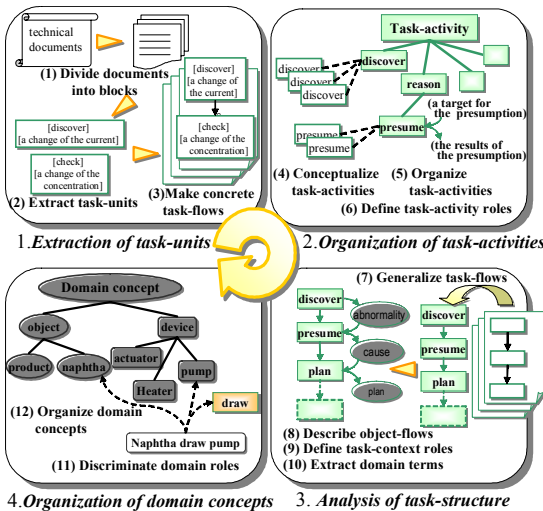 technical
documents
(1) Divide documents
into blocks
[discover]
[a change of
the current]
[discover]
[a change of the current]
[check]
[a change of the
concentration]
[check]
[a change of the
concentration]
(2) Extract task-units
(3)Make concrete
task-flows
1.Extraction of task-units
Task-activity
discover
discover
discover
discover
reason
presume
presume
presume
(a target for
the presumption)
(the results of
the presumption)
(4) Conceptualize
task-activities
(5) Organize
task-activities
(6) Define task-activity roles
2.Organization of task-activities
Domain concept
object
device
product
naphtha
actuator
Heater
pump
draw
(12) Organize domain
concepts
Naphtha draw pump
(11) Discriminate domain roles
4.Organization of domain concepts
(7) Generalize task-flows
discover
abnormality
presume
cause
plan
plan
discover
presume
plan
(8) Describe object-flows
(9) Define task-context roles
(10) Extract domain terms
3. Analysis of task-structure